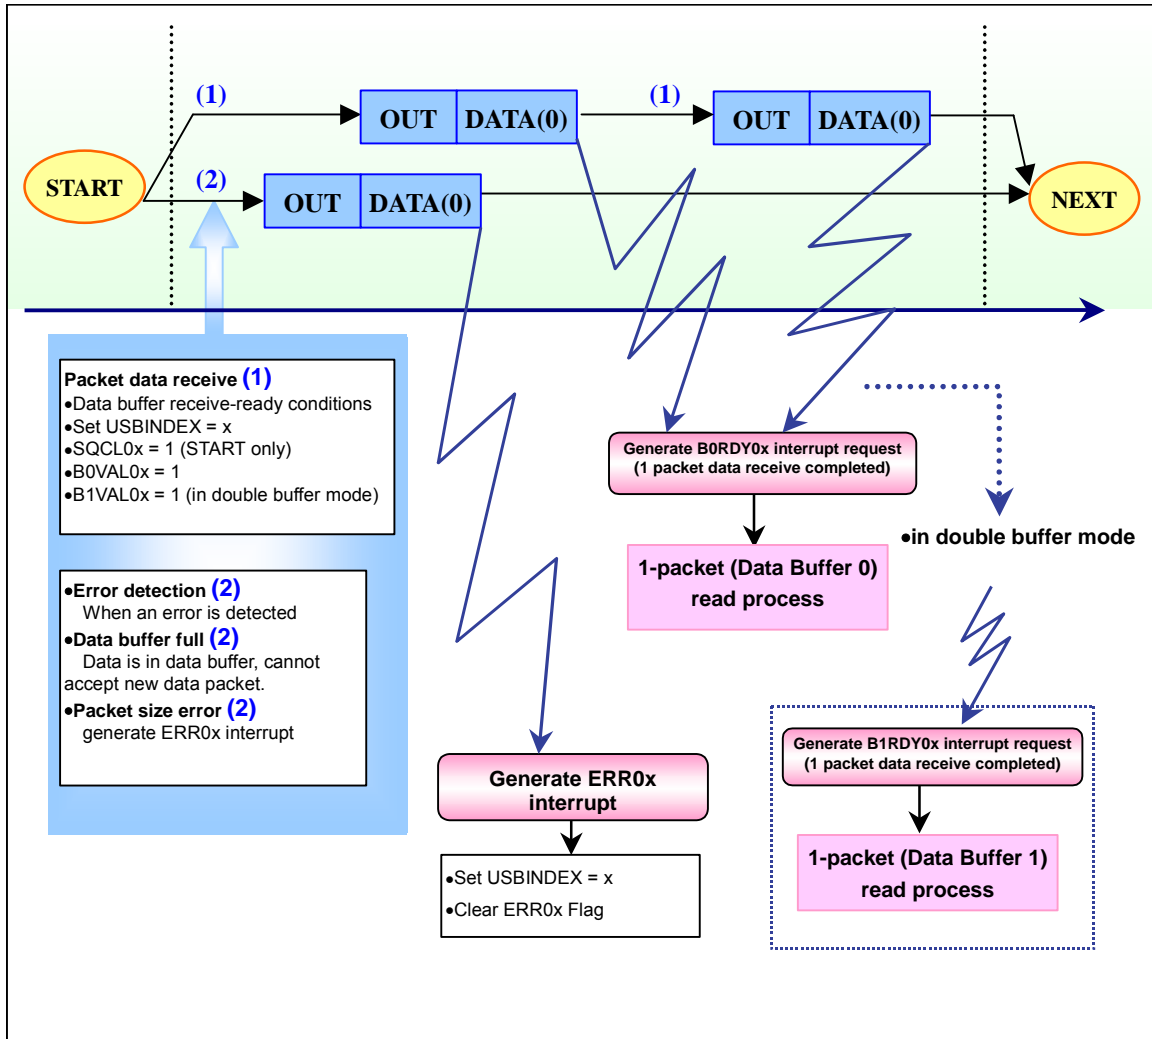 (1)
(1)
OUT DATA(0)
OUT DATA(0)
START
(2)
OUT DATA(0)
NEXT
Packet data receive (1)
•Data buffer receive-ready conditions
•Set USBINDEX = x
•SQCL0x = 1 (START only)
•B0VAL0x = 1
•B1VAL0x = 1 (in double buffer mode)
•Error detection (2)
When an error is detected
•Data buffer full (2)
Data is in data buffer, cannot
accept new data packet.
•Packet size error (2)
generate ERR0x interrupt
Generate B0RDY0x interrupt request
(1 packet data receive completed)
1-packet (Data Buffer 0)
read process
•in double buffer mode
Generate B1RDY0x interrupt request
(1 packet data receive completed)
1-packet (Data Buffer 1)
read process
Generate ERR0x
interrupt
•Set USBINDEX = x
•Clear ERR0x Flag